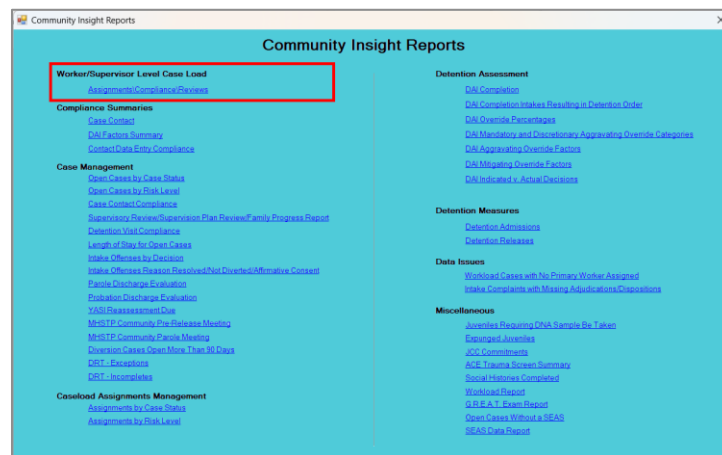 Community Insight Reports
Community Insight Reports
Worker/Supervisor Level Case Load
Assignments\Compliance\Reviews
Compliance Summaries
Case Contact
DAI Factors Summary
Contact Data Entry Compliance
Case Management
Open Cases by Case Status
Open Cases by Risk Level
Case Contact Compliance
Supervisory Review/Supervision Plan Review/Family Progress Report
Detention Visit Compliance
Length of Stay for Open Cases
Intake Offenses by Decision
Intake Offenses Reason Resolved/Not Diverted/Affirmative Consent
Parole Discharge Evaluation
Probation Discharge Evaluation
YASI Reassessment Due
MHSTP Community Pre-Release Meeting
MHSTP Community Parole Meeting
Diversion Cases Open More Than 90 Days
DRT - Exceptions
DRT - Incompletes
Caseload Assignments Management
Assignments by Case Status
Assignments by Risk Level
Detention Assessment
DAI Completion
DAI Completion Intakes Resulting in Detention Order
DAI Override Percentages
DAI Mandatory and Discretionary Aggravating Override Categories
DAI Aggravating Override Factors
DAI Mitigating Override Factors
DAI Indicated v. Actual Decisions
Detention Measures
Detention Admissions
Detention Releases
Data Issues
Workload Cases with No Primary Worker Assigned
Intake Complaints with Missing Adjudications/Dispositions
Miscellaneous
Juveniles Requiring DNA Sample Be Taken
Expunged Juveniles
JCC Commitments
ACE Trauma Screen Summary
Social Histories Completed
Workload Report
G.R.E.A.T. Exam Report
Open Cases Without a SEAS
SEAS Data Report